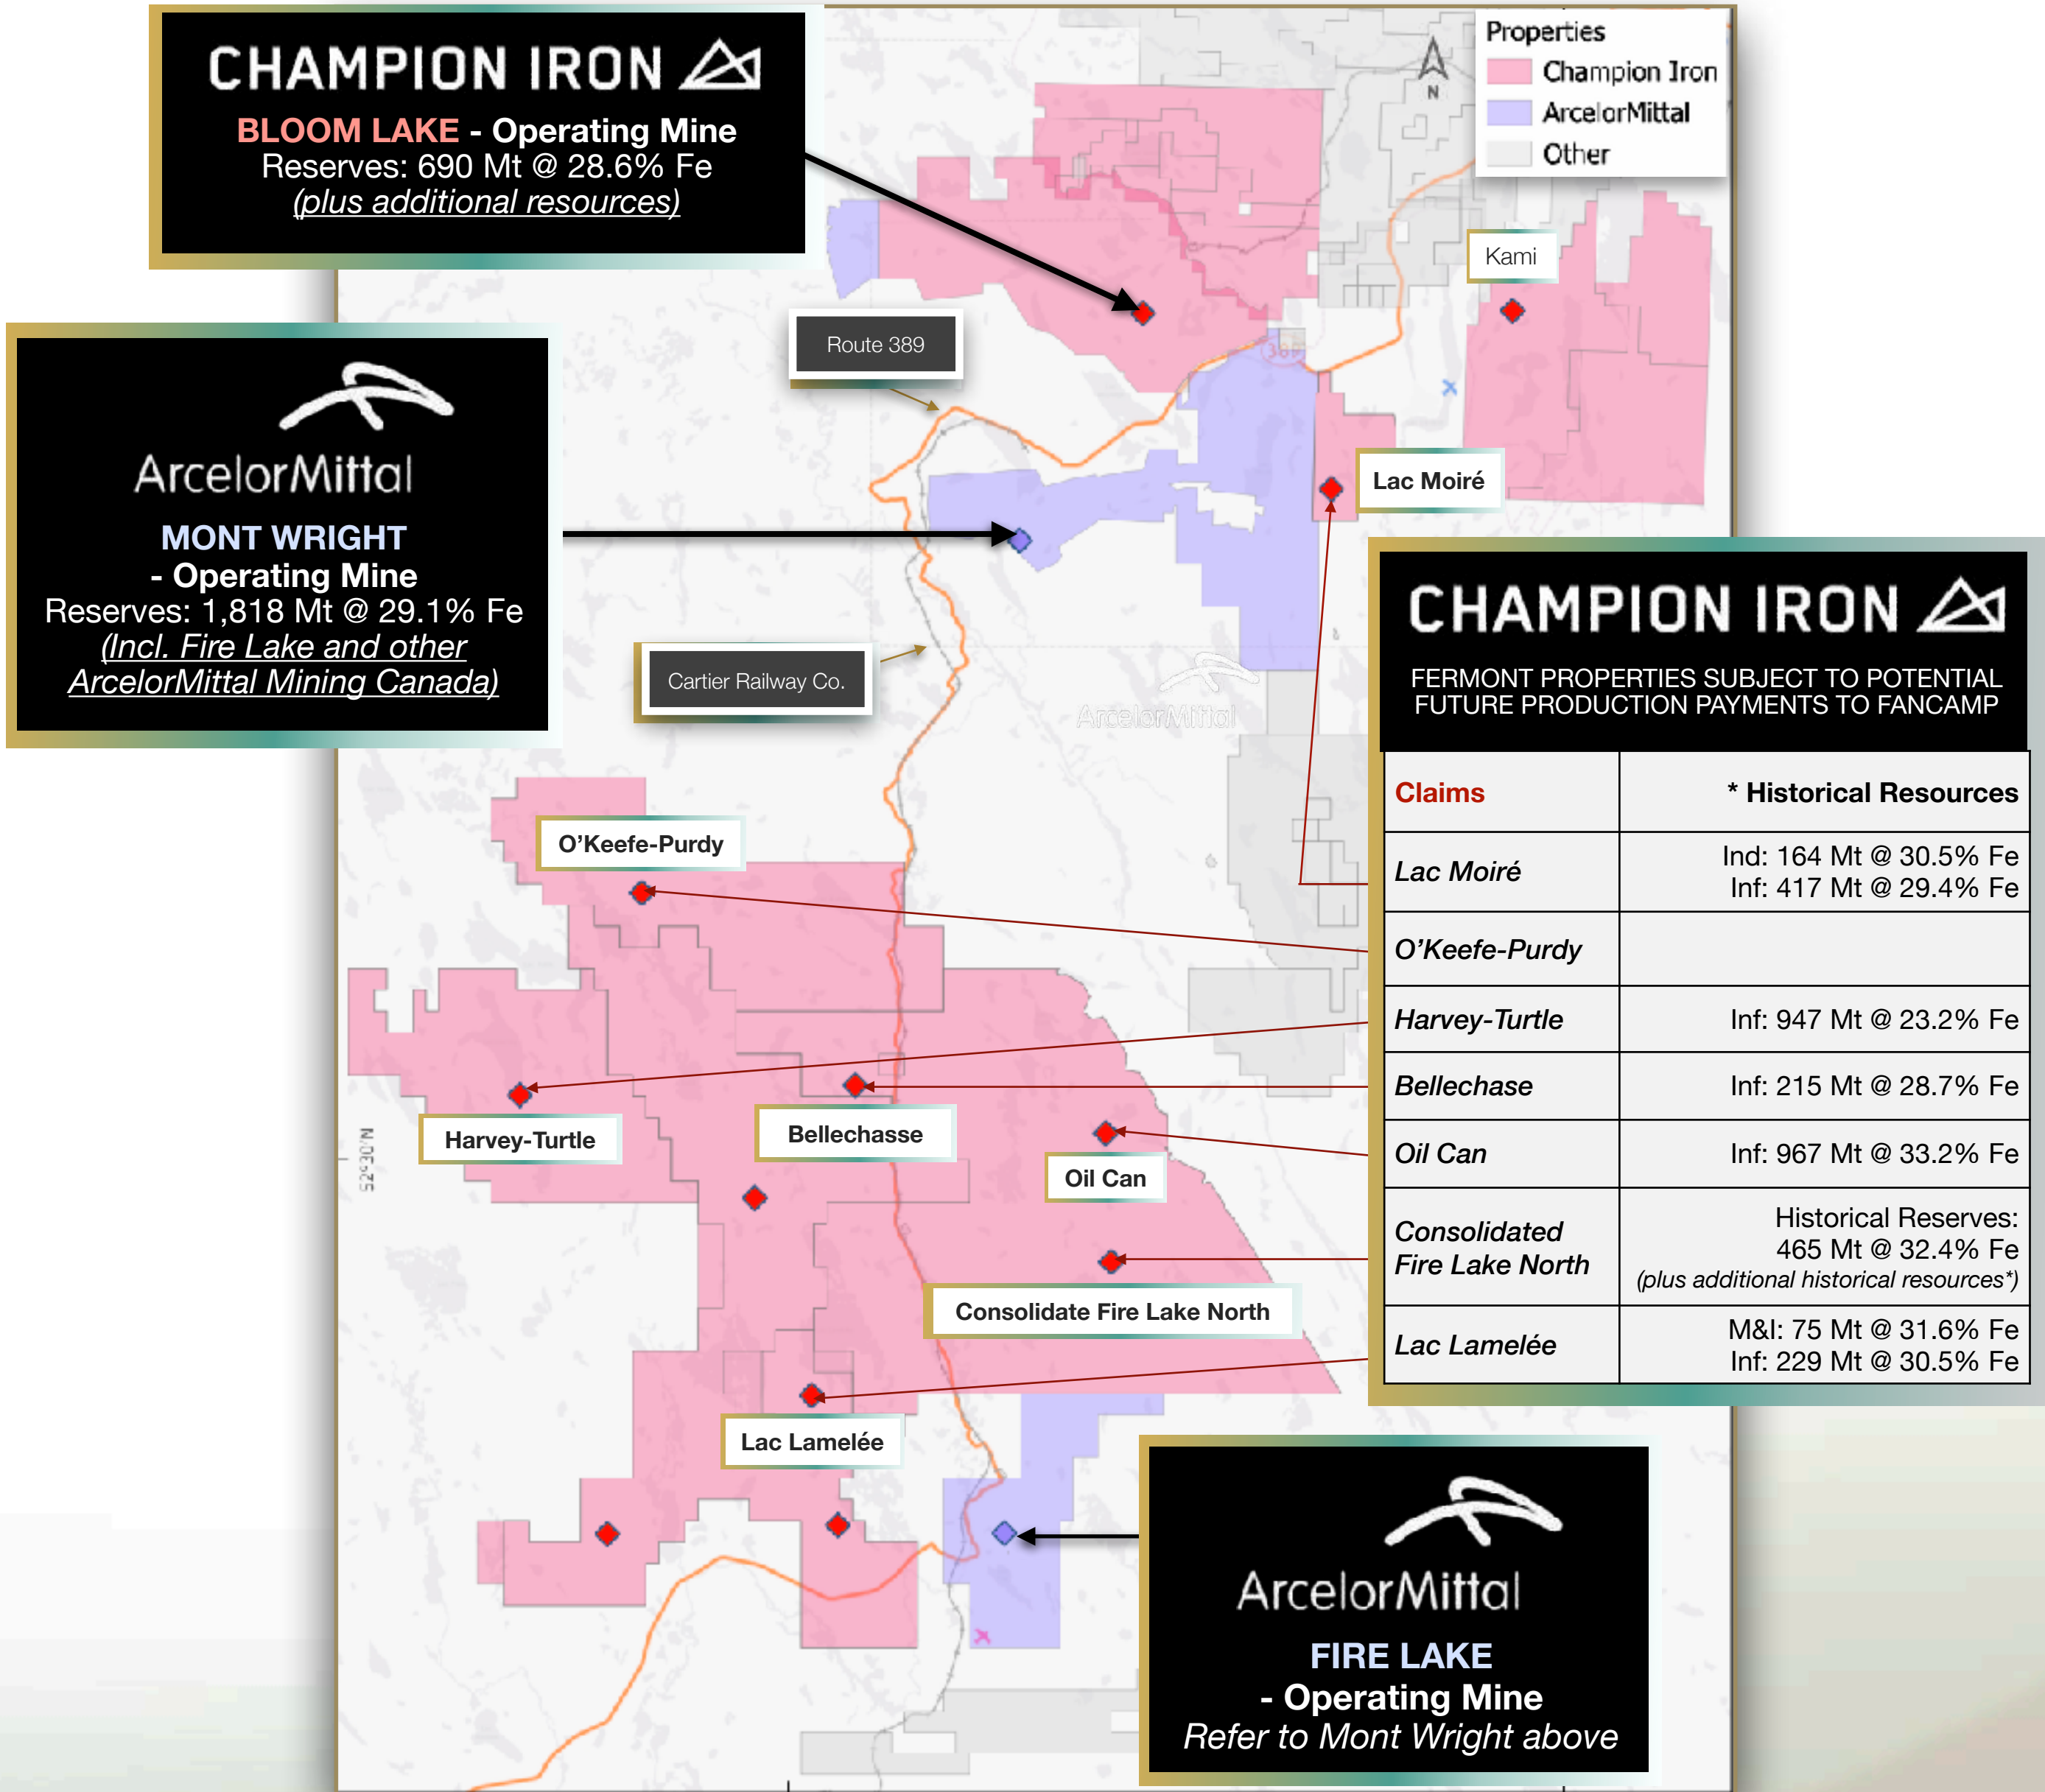 CHAMPION IRON
BLOOM LAKE - Operating Mine
Reserves: 690 Mt @ 28.6% Fe
(plus additional resources)
Properties
Champion Iron
ArcelorMittal
Other
N
Kami
Route 389
389
ArcelorMittal
MONT WRIGHT
- Operating Mine
Reserves: 1,818 Mt @ 29.1% Fe
(Incl. Fire Lake and other
ArcelorMittal Mining Canada)
Lac Moiré
Cartier Railway Co.
ArcelorMittal
CHAMPION IRON
FERMONT PROPERTIES SUBJECT TO POTENTIAL
FUTURE PRODUCTION PAYMENTS TO FANCAMP
Claims * Historical Resources
Lac Moiré Ind: 164 Mt @ 30.5% Fe
Inf: 417 Mt @ 29.4% Fe
O'Keefe-Purdy
Harvey-Turtle Inf: 947 Mt @ 23.2% Fe
Bellechase Inf: 215 Mt @ 28.7% Fe
Oil Can Inf: 967 Mt @ 33.2% Fe
Consolidated
Fire Lake North
Historical Reserves:
465 Mt @ 32.4% Fe
(plus additional historical resources*)
Lac Lamelée M&I: 75 Mt @ 31.6% Fe
Inf: 229 Mt @ 30.5% Fe
O'Keefe-Purdy
Harvey-Turtle
Bellechasse
Oil Can
52°30'N
Consolidate Fire Lake North
Lac Lamelée
ArcelorMittal
FIRE LAKE
- Operating Mine
Refer to Mont Wright above